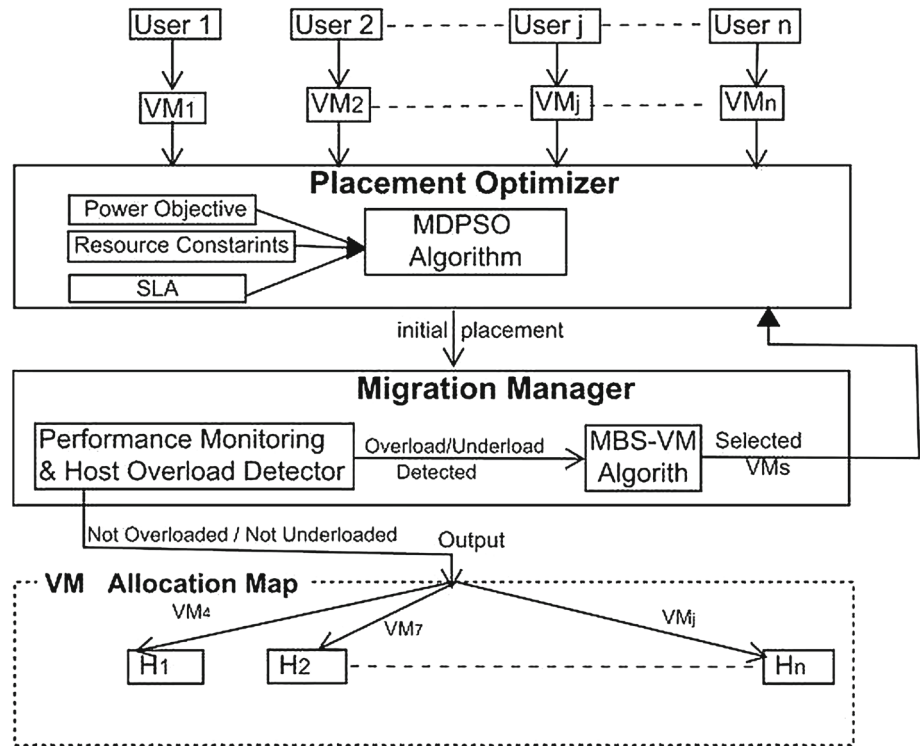 User 1
User 2
User j
User n
VM1
VM2
VMj
VMn
Placement Optimizer
Power Objective
Resource Constarints
SLA
MDPSO
Algorithm
initial placement
Migration Manager
Performance Monitoring
& Host Overload Detector
Overload/Underload
Detected
MBS-VM
Algorith
Selected
VMs
Not Overloaded / Not Underloaded
Output
VM Allocation Map
VM4
VM7
VMj
H1
H2
Hn